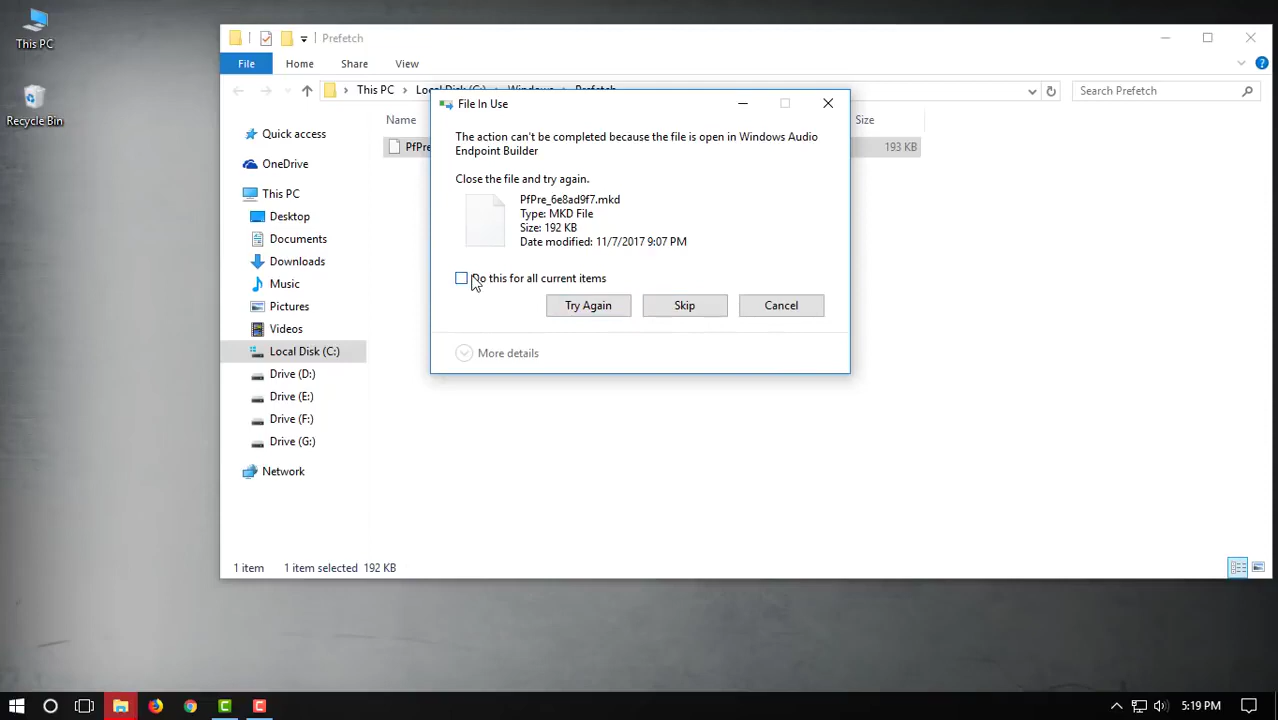 This PC
Recycle Bin
Prefetch
File
Home
Share
View
This PC
Local Disk (C:)
Windows
Prefetch
Search Prefetch
Name
Size
PfPre
193 KB
Quick access
OneDrive
This PC
Desktop
Documents
Downloads
Music
Pictures
Videos
Local Disk (C:)
Drive (D:)
Drive (E:)
Drive (F:)
Drive (G:)
Network
File In Use
The action can't be completed because the file is open in Windows Audio
Endpoint Builder
Close the file and try again.
PfPre_6e8ad9f7.mkd
Type: MKD File
Size: 192 KB
Date modified: 11/7/2017 9:07 PM
Do this for all current items
Try Again
Skip
Cancel
More details
1 item
1 item selected 192 KB
5:19 PM